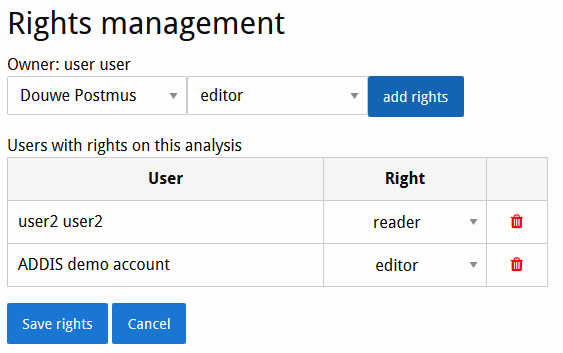 Rights management
Owner: user user
Douwe Postmus editor add rights
Users with rights on this analysis
User Right
user2 user2 reader
ADDIS demo account editor
Save rights Cancel